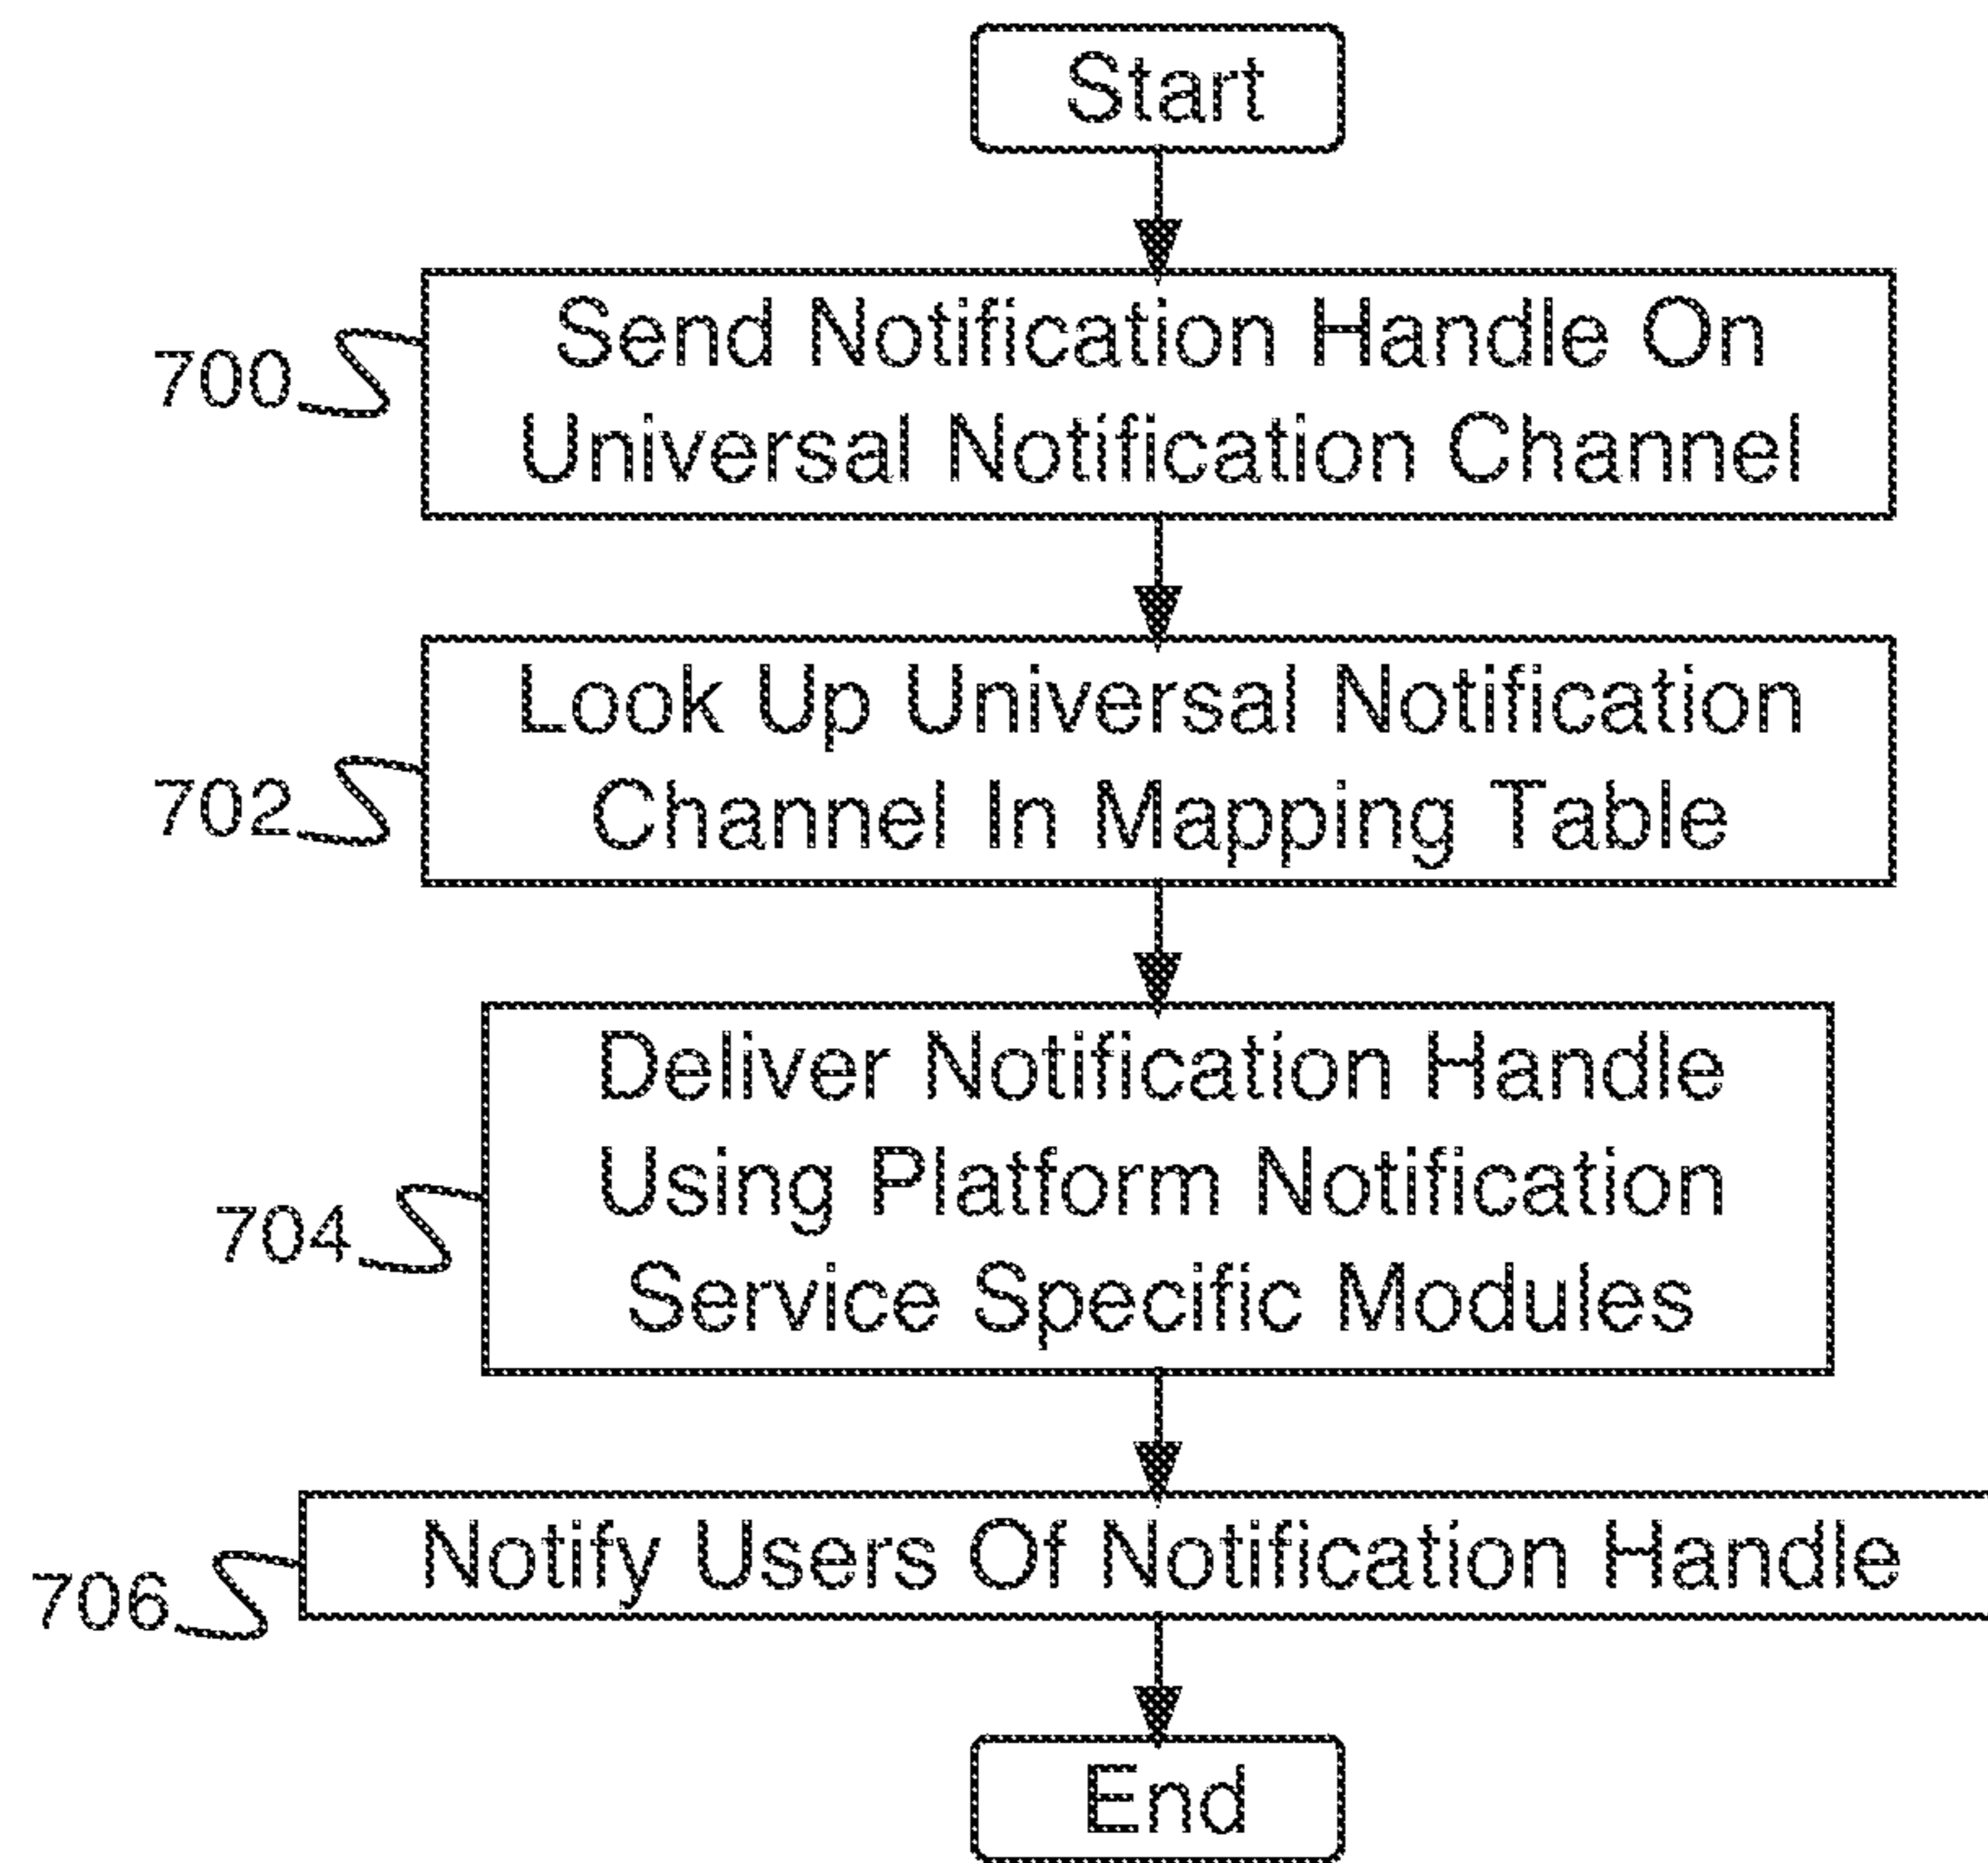 Start
Send Notification Handle On
Universal Notification Channel
700
Look Up Universal Notification
Channel In Mapping Table
702
Deliver Notification Handle
Using Platform Notification
Service Specific Modules
704
Notify Users Of Notification Handle
706
End